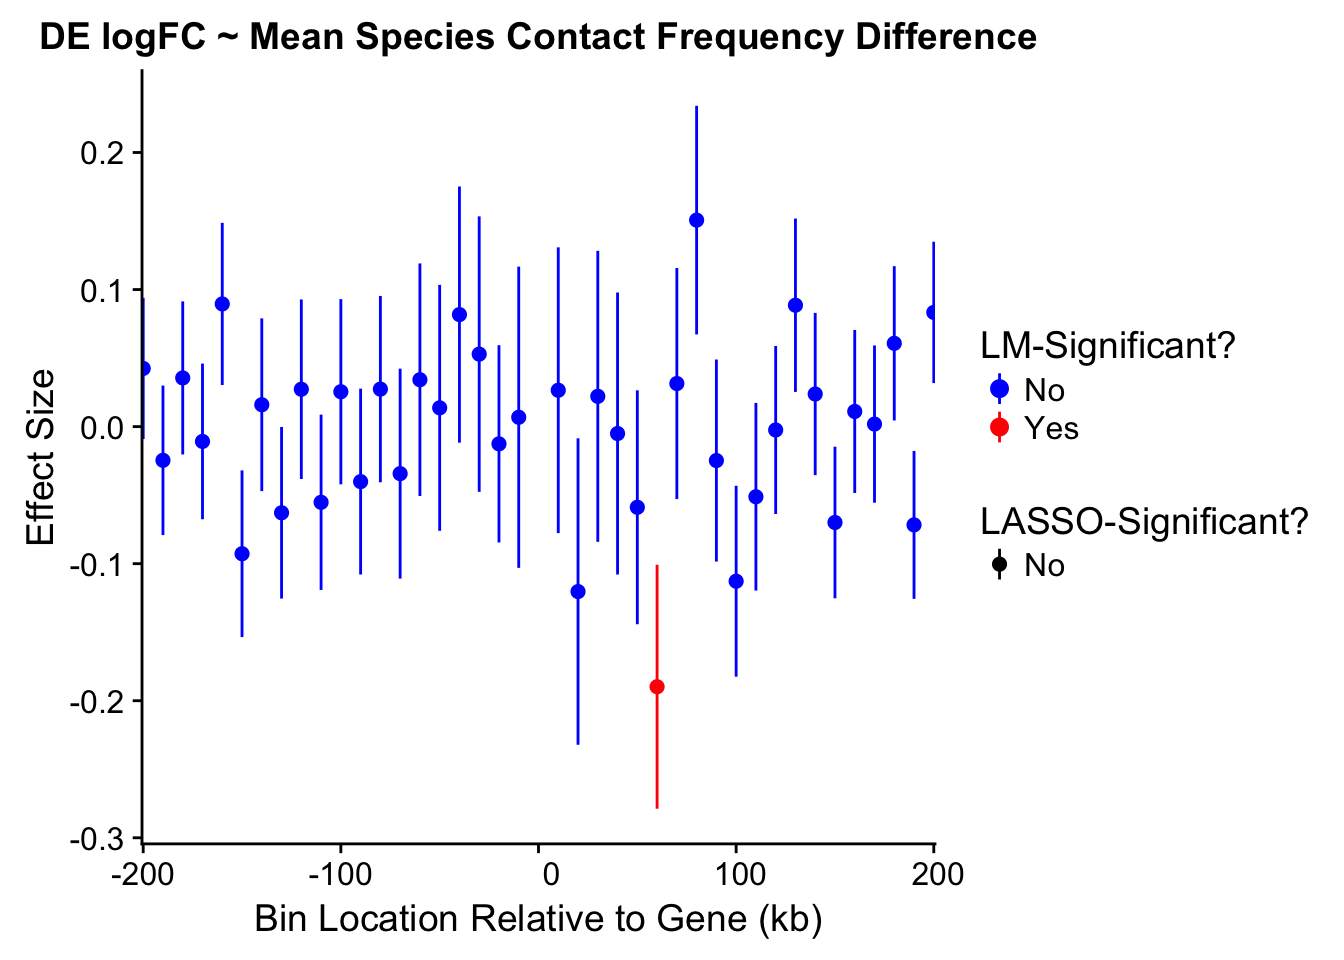 DE logFC ~ Mean Species Contact Frequency Difference
0.2
0.1
0.0
-0.1
-0.2
-0.3
Effect Size
-200 -100 0 100 200
Bin Location Relative to Gene (kb)
LM-Significant?
No
Yes
LASSO-Significant?
No